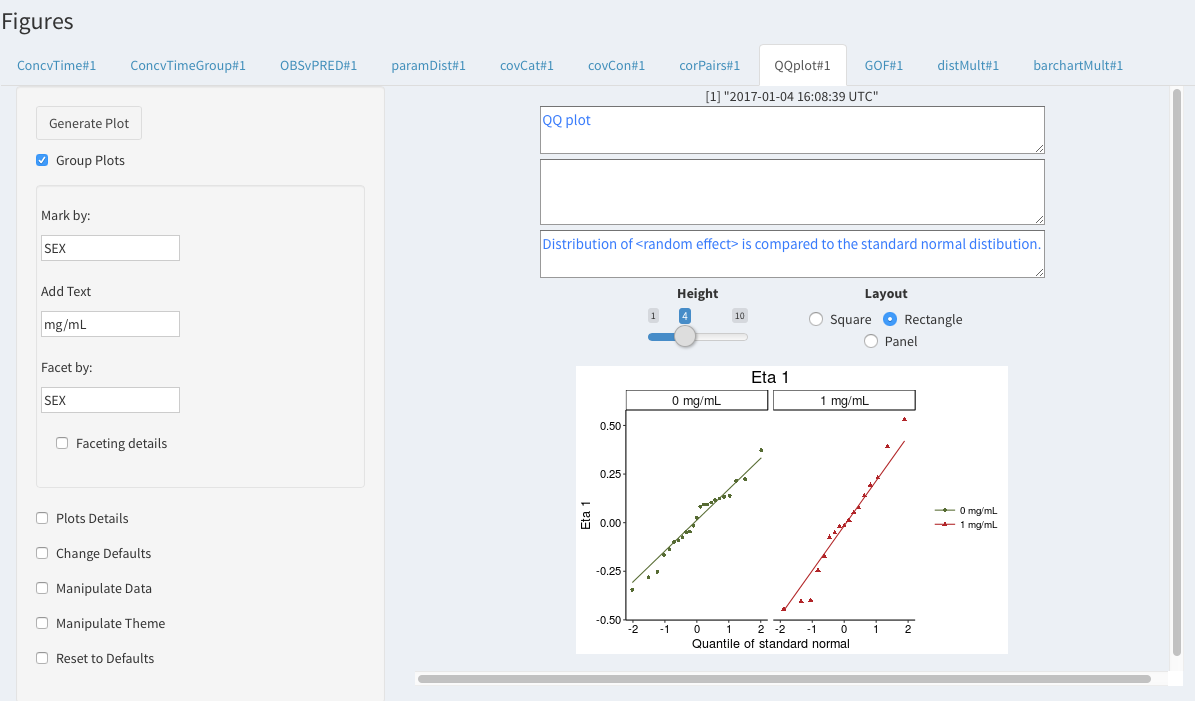 Figures
ConcvTime#1 ConcvTimeGroup#1 OBSvPRED#1 paramDist#1 covCat#1 covCon#1 corPairs#1 QQplot#1 GOF#1 distMult#1 barchartMult#1
Generate Plot
Group Plots
Mark by:
SEX
Add Text
mg/mL
Facet by:
SEX
Faceting details
Plots Details
Change Defaults
Manipulate Data
Manipulate Theme
Reset to Defaults
[1] "2017-01-04 16:08:39 UTC"
QQ plot
Distribution of <random effect> is compared to the standard normal distibution.
Height Layout
1 4 10
Square Rectangle
Panel
Eta 1
0 mg/mL 1 mg/mL
0.50
0.25
0.00
-0.25
-0.50
Eta 1
-2 -1 0 1 2 -2 -1 0 1 2
Quantile of standard normal
0 mg/mL
1 mg/mL